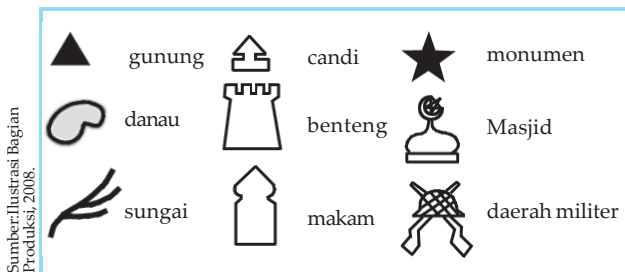 gunung
candi
monumen
danau
benteng
Masjid
sungai
makam
daerah militer
Sumber:Ilustrasi Bagian
Produksi, 2008.